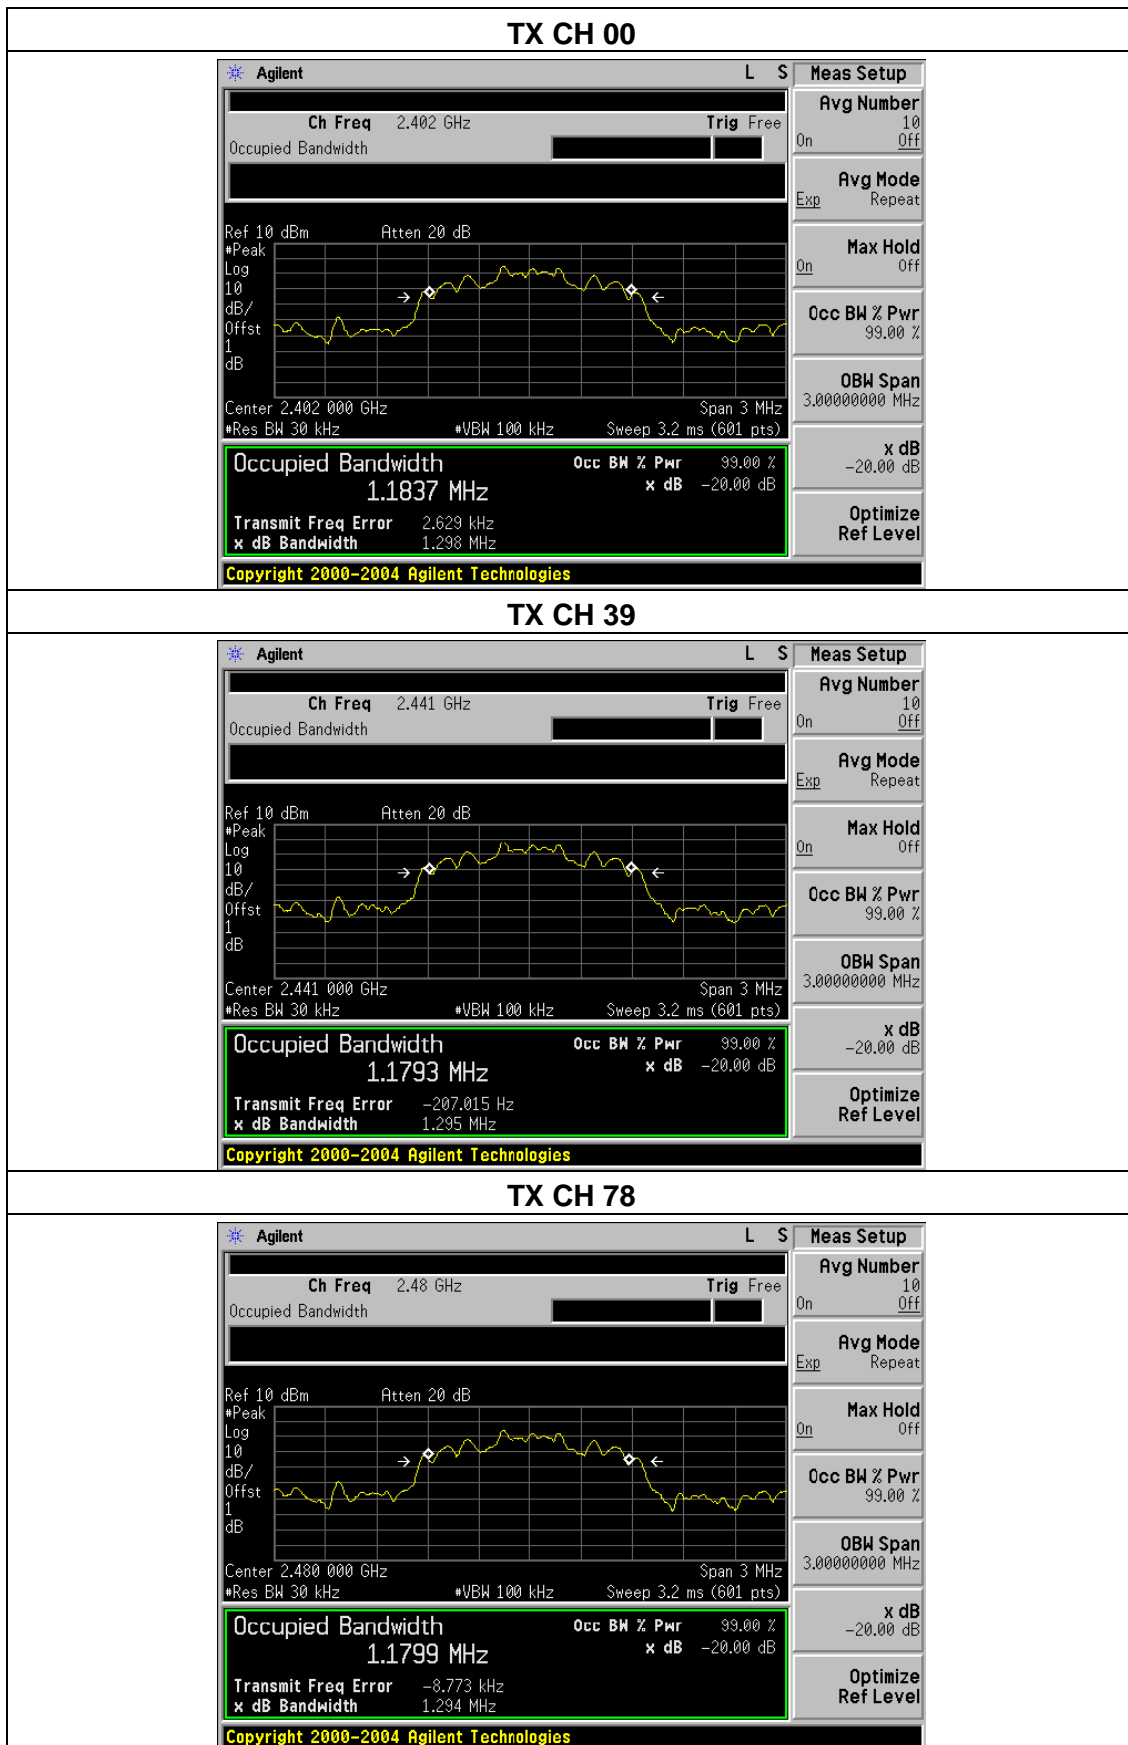 TX CH 00
Agilent L S Meas Setup
Ch Freq 2.402 GHz Trig Free
Occupied Bandwidth
Avg Number
10
On Off
Avg Mode
Exp Repeat
Ref 10 dBm Atten 20 dB
#Peak
Log
10
dB/
Offst
1
dB
Max Hold
On Off
Occ BW % Pwr
99.00 %
OBW Span
3.00000000 MHz
Center 2.402 000 GHz Span 3 MHz
#Res BW 30 kHz #VBW 100 kHz Sweep 3.2 ms (601 pts)
Occupied Bandwidth Occ BW % Pwr 99.00 %
1.1837 MHz x dB -20.00 dB
Transmit Freq Error 2.629 kHz
x dB Bandwidth 1.298 MHz
x dB
-20.00 dB
Optimize
Ref Level
Copyright 2000-2004 Agilent Technologies
TX CH 39
Agilent L S Meas Setup
Ch Freq 2.441 GHz Trig Free
Occupied Bandwidth
Avg Number
10
On Off
Avg Mode
Exp Repeat
Ref 10 dBm Atten 20 dB
#Peak
Log
10
dB/
Offst
1
dB
Max Hold
On Off
Occ BW % Pwr
99.00 %
OBW Span
3.00000000 MHz
Center 2.441 000 GHz Span 3 MHz
#Res BW 30 kHz #VBW 100 kHz Sweep 3.2 ms (601 pts)
Occupied Bandwidth Occ BW % Pwr 99.00 %
1.1793 MHz x dB -20.00 dB
Transmit Freq Error -207.015 Hz
x dB Bandwidth 1.295 MHz
x dB
-20.00 dB
Optimize
Ref Level
Copyright 2000-2004 Agilent Technologies
TX CH 78
Agilent L S Meas Setup
Ch Freq 2.48 GHz Trig Free
Occupied Bandwidth
Avg Number
10
On Off
Avg Mode
Exp Repeat
Ref 10 dBm Atten 20 dB
#Peak
Log
10
dB/
Offst
1
dB
Max Hold
On Off
Occ BW % Pwr
99.00 %
OBW Span
3.00000000 MHz
Center 2.480 000 GHz Span 3 MHz
#Res BW 30 kHz #VBW 100 kHz Sweep 3.2 ms (601 pts)
Occupied Bandwidth Occ BW % Pwr 99.00 %
1.1799 MHz x dB -20.00 dB
Transmit Freq Error -8.773 kHz
x dB Bandwidth 1.294 MHz
x dB
-20.00 dB
Optimize
Ref Level
Copyright 2000-2004 Agilent Technologies